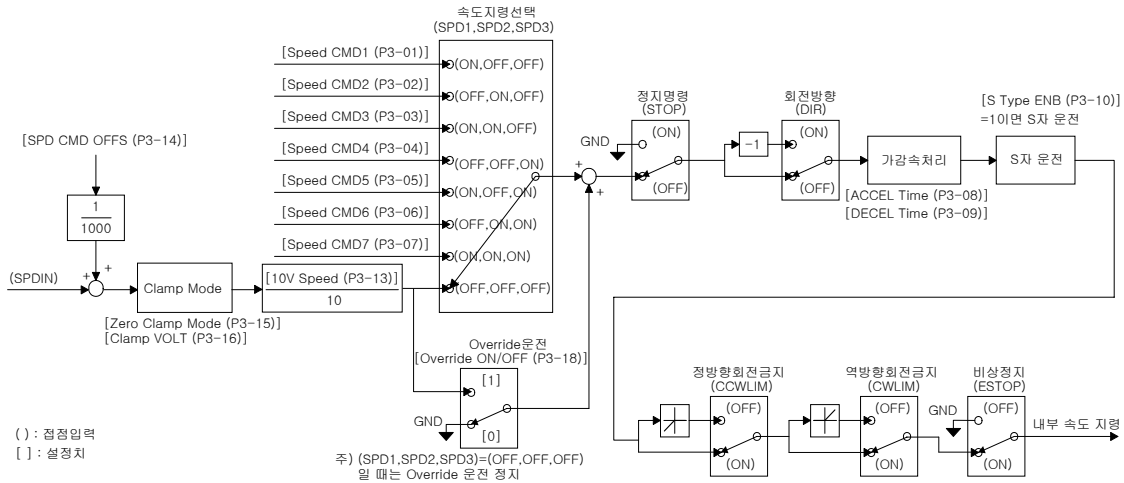 속도지령선택
(SPD1,SPD2,SPD3)
[Speed CMD1 (P3-01)]
(ON,OFF,OFF)
[Speed CMD2 (P3-02)]
(OFF,ON,OFF)
[Speed CMD3 (P3-03)]
(ON,ON,OFF)
[Speed CMD4 (P3-04)]
(OFF,OFF,ON)
[Speed CMD5 (P3-05)]
(ON,OFF,ON)
[Speed CMD6 (P3-06)]
(OFF,ON,ON)
[Speed CMD7 (P3-07)]
(ON,ON,ON)
(OFF,OFF,OFF)
[SPD CMD OFFS (P3-14)]
1
1000
(SPDIN)
+
+
Clamp Mode
[Zero Clamp Mode (P3-15)]
[Clamp VOLT (P3-16)]
[10V Speed (P3-13)]
10
Override운전
[Override ON/OFF (P3-18)]
[1]
GND
[0]
주) (SPD1,SPD2,SPD3)=(OFF,OFF,OFF)
일 때는 Override 운전 정지
+
+
정지명령
(STOP)
GND
(ON)
(OFF)
회전방향
(DIR)
-1
(ON)
(OFF)
가감속처리
[ACCEL Time (P3-08)]
[DECEL Time (P3-09)]
[S Type ENB (P3-10)]
=1이면 S자 운전
S자 운전
정방향회전금지
(CCWLIM)
(OFF)
(ON)
역방향회전금지
(CWLIM)
(OFF)
(ON)
비상정지
(ESTOP)
GND
(OFF)
(ON)
내부 속도 지령
( ) : 접점입력
[ ] : 설정치